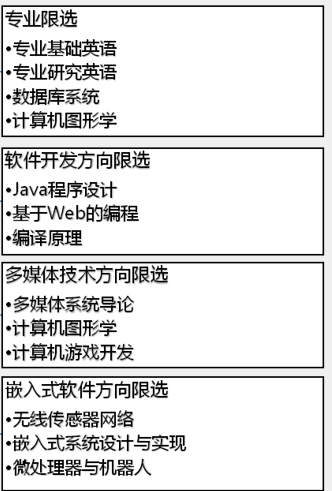 专业限选
•专业基础英语
•专业研究英语
•数据库系统
•计算机图形学
软件开发方向限选
•Java程序设计
•基于Web的编程
•编译原理
多媒体技术方向限选
•多媒体系统导论
•计算机图形学
•计算机游戏开发
嵌入式软件方向限选
•无线传感器网络
•嵌入式系统设计与实现
•微处理器与机器人